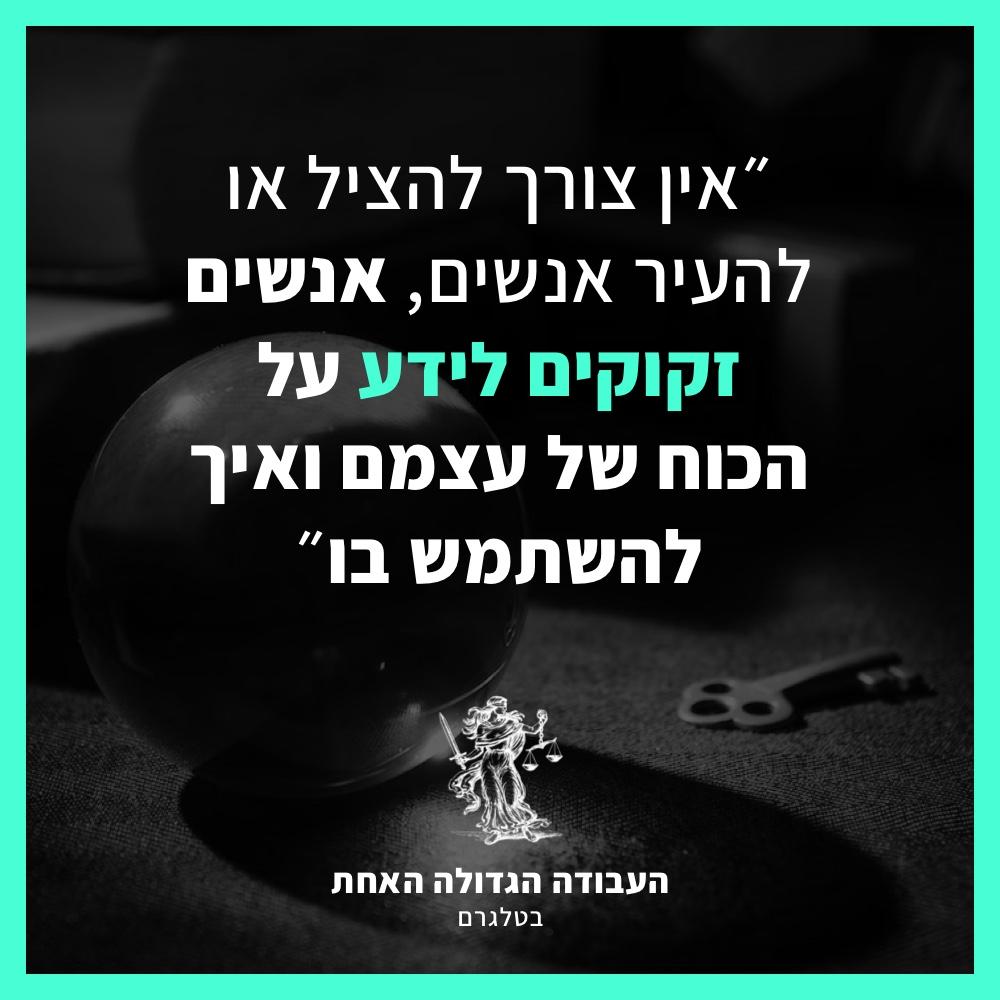 ״אין צורך להציל או
להעיר אנשים, אנשים
זקוקים לידע על
הכוח של עצמם ואיך
להשתמש בו״
העבודה הגדולה האחת
בטלגרם